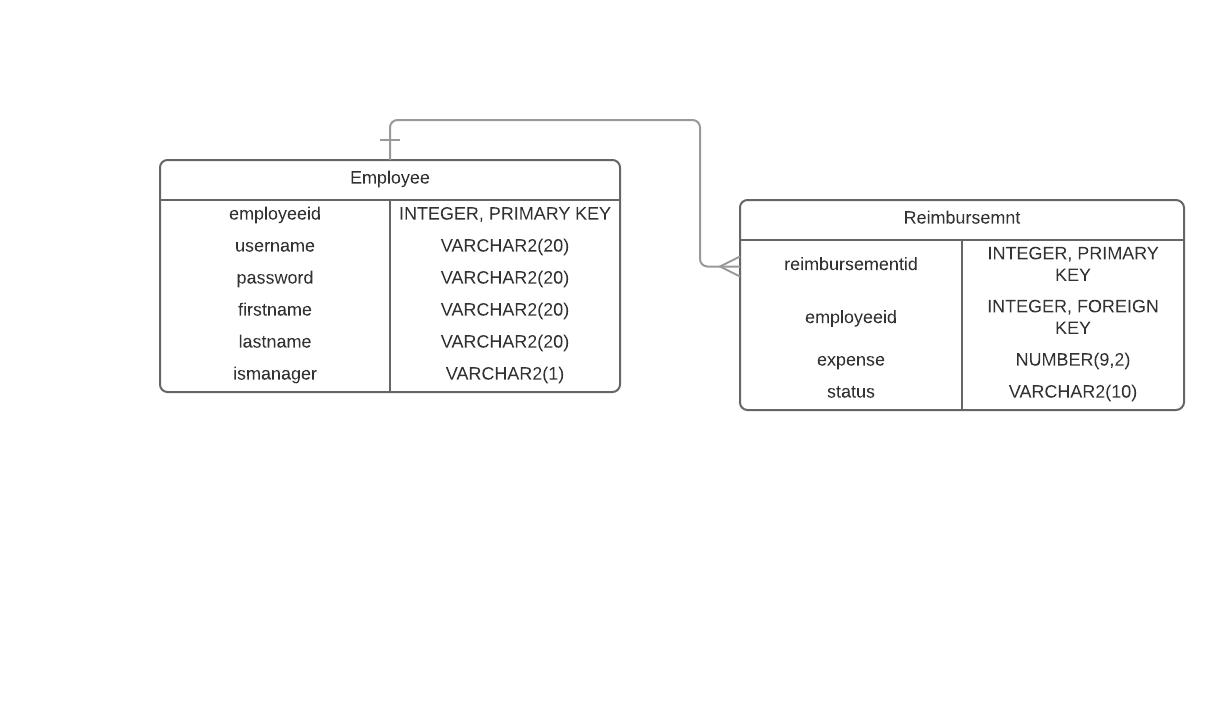 Employee
employeeid INTEGER, PRIMARY KEY
username VARCHAR2(20)
password VARCHAR2(20)
firstname VARCHAR2(20)
lastname VARCHAR2(20)
ismanager VARCHAR2(1)
Reimbursemnt
reimbursementid INTEGER, PRIMARY
KEY
employeeid INTEGER, FOREIGN
KEY
expense NUMBER(9,2)
status VARCHAR2(10)